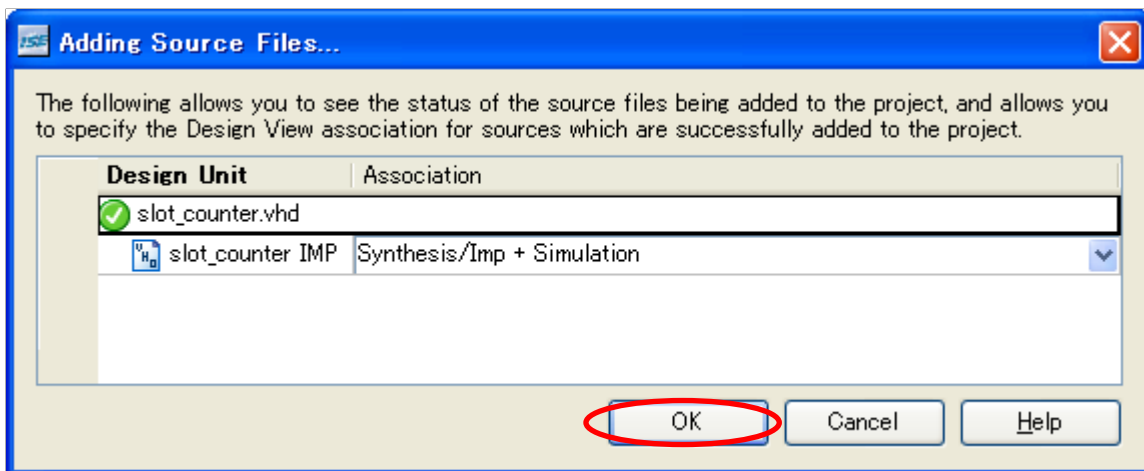 ISE Adding Source Files...
The following allows you to see the status of the source files being added to the project, and allows you
to specify the Design View association for sources which are successfully added to the project.
Design Unit Association
slot_counter.vhd
slot_counter IMP Synthesis/Imp + Simulation
OK Cancel Help